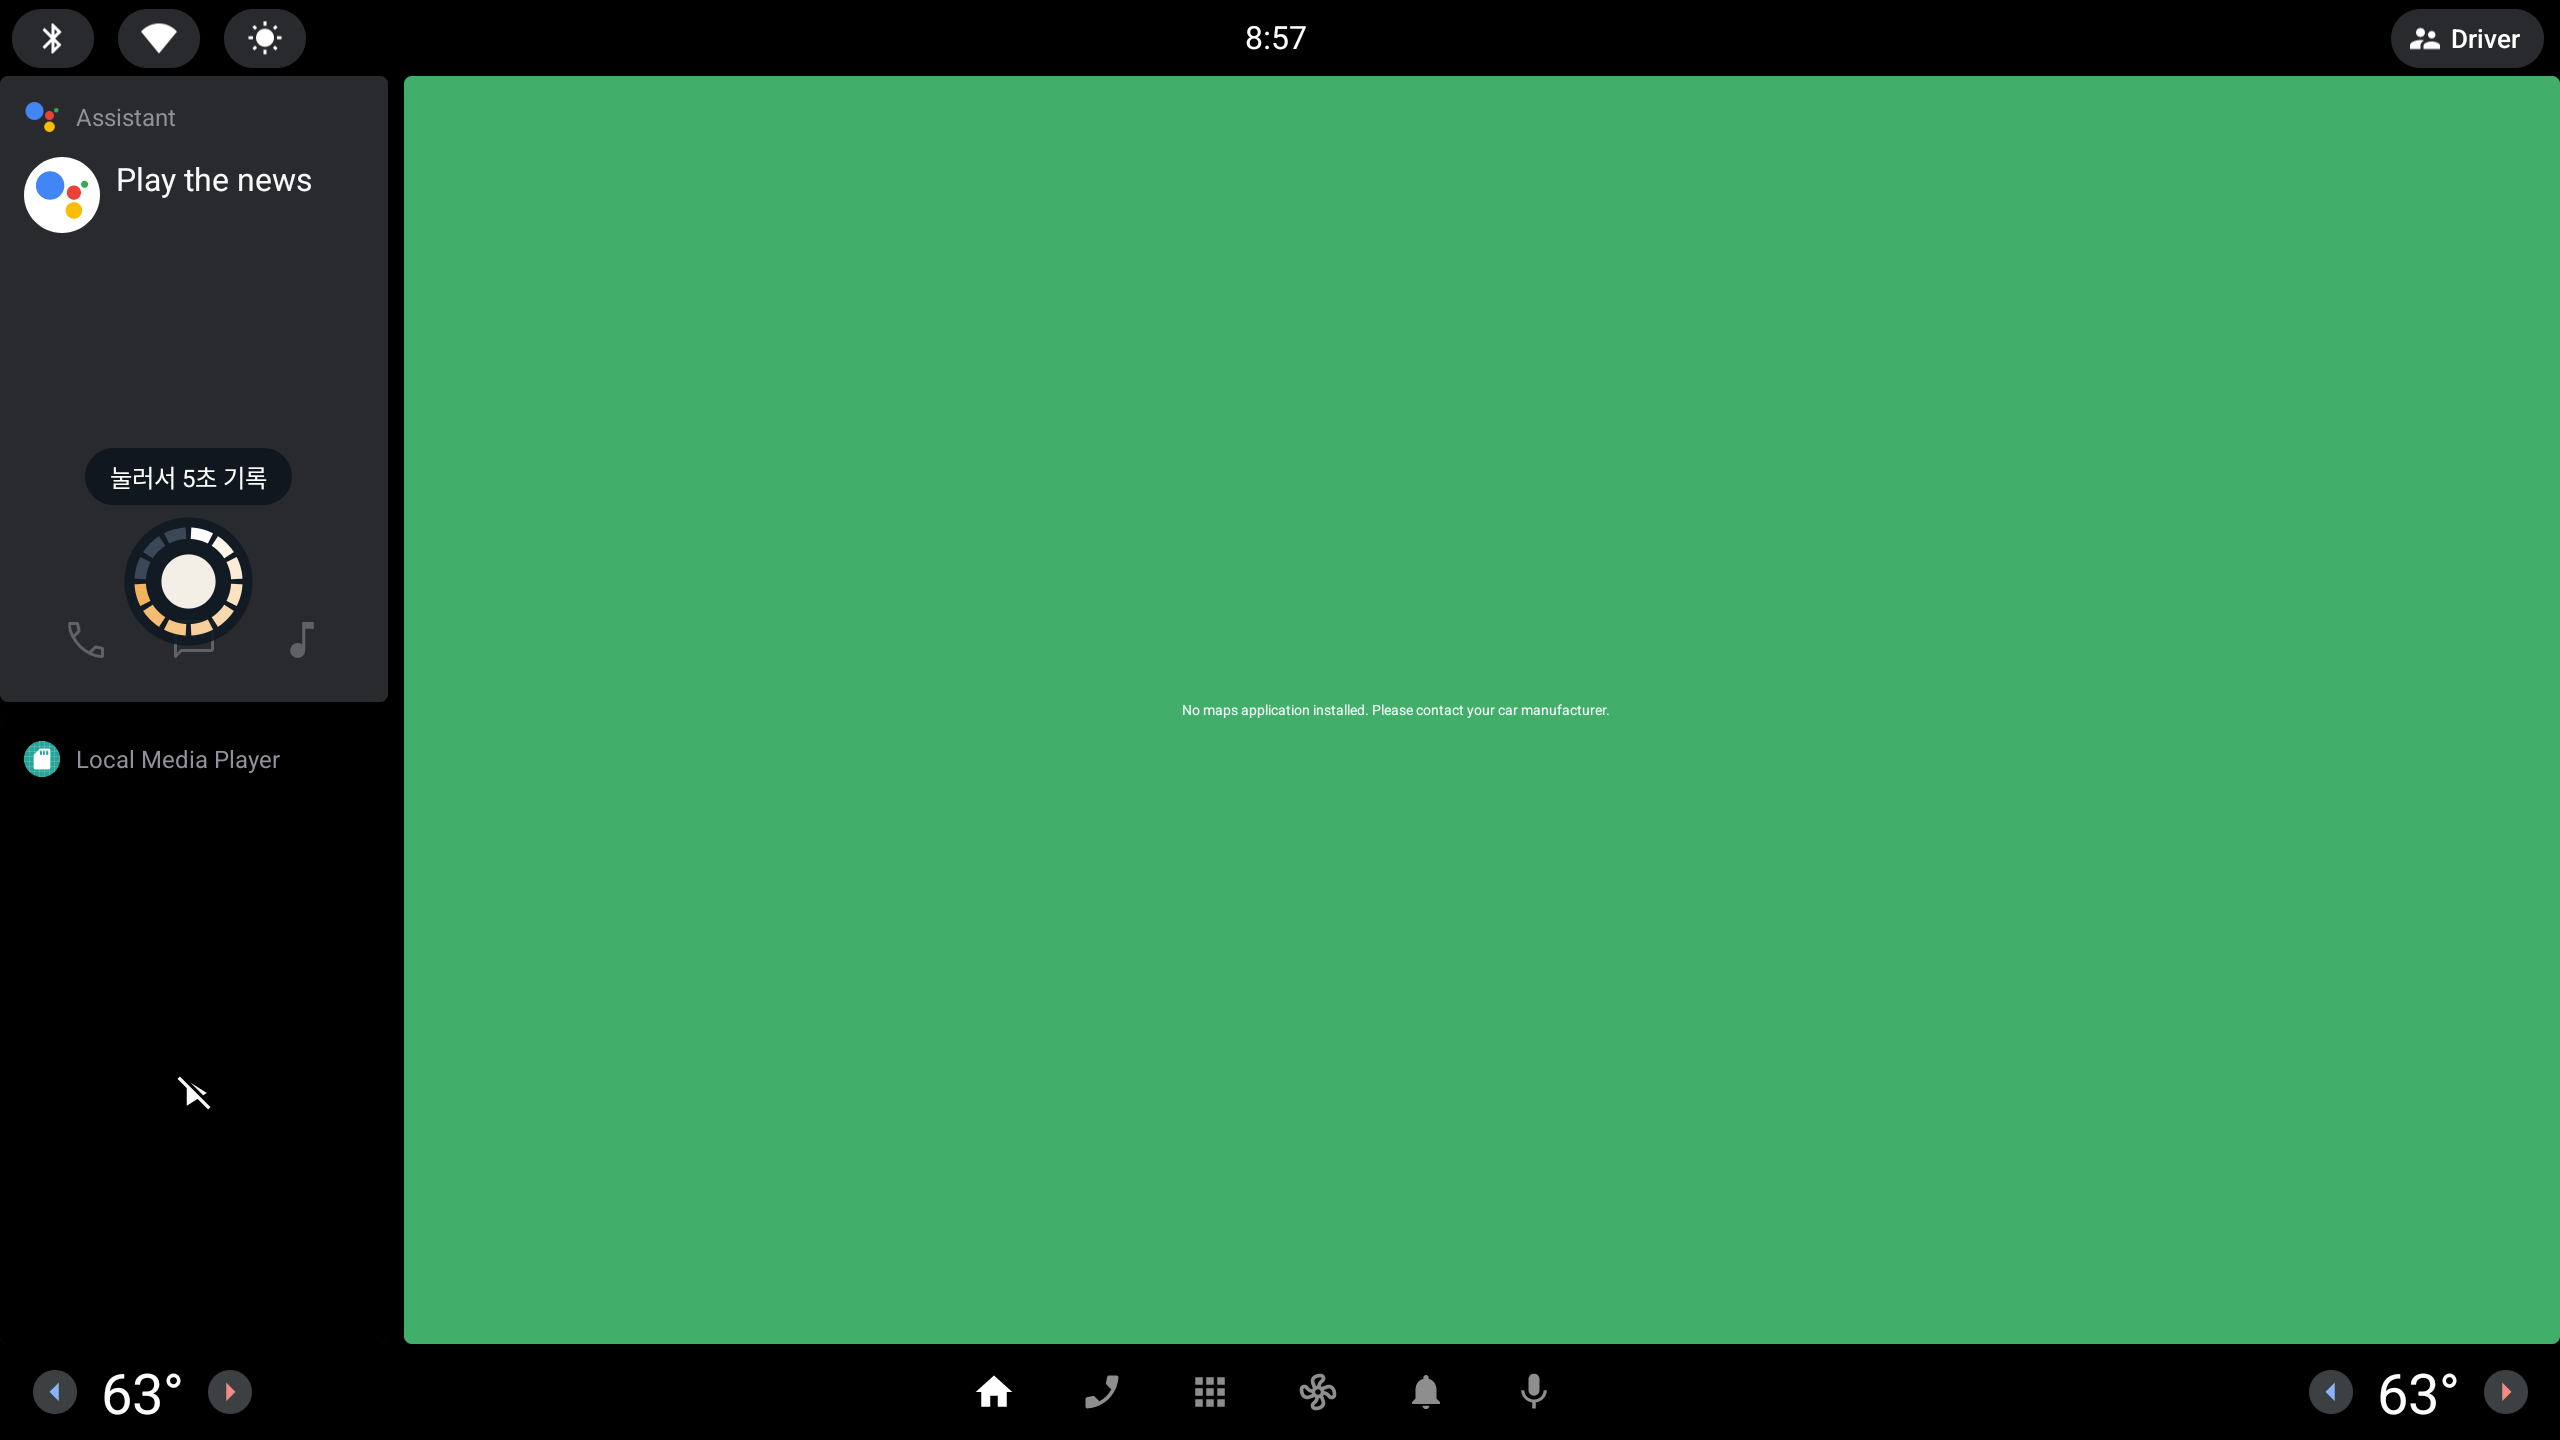 8:57
Driver
Assistant
Play the news
눌러서 5초 기록
No maps application installed. Please contact your car manufacturer.
Local Media Player
63°
63°